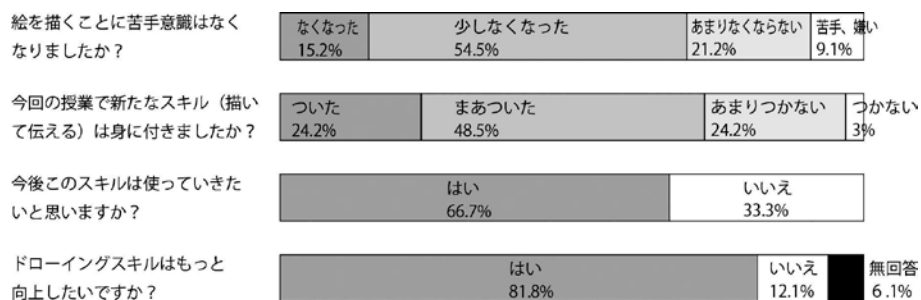 絵を描くことに苦手意識はなく
なりましたか？
なくなった 少しなくなった あまりなくならない 苦手、嫌い
15.2% 54.5% 21.2% 9.1%
今回の授業で新たなスキル（描い
て伝える）は身に付きましたか？
ついた まあついた あまりつかない つかない
24.2% 48.5% 24.2% 3%
今後このスキルは使っていきた
いと思いますか？
はい いいえ
66.7% 33.3%
ドローイングスキルはもっと
向上したいですか？
はい いいえ 無回答
81.8% 12.1% 6.1%